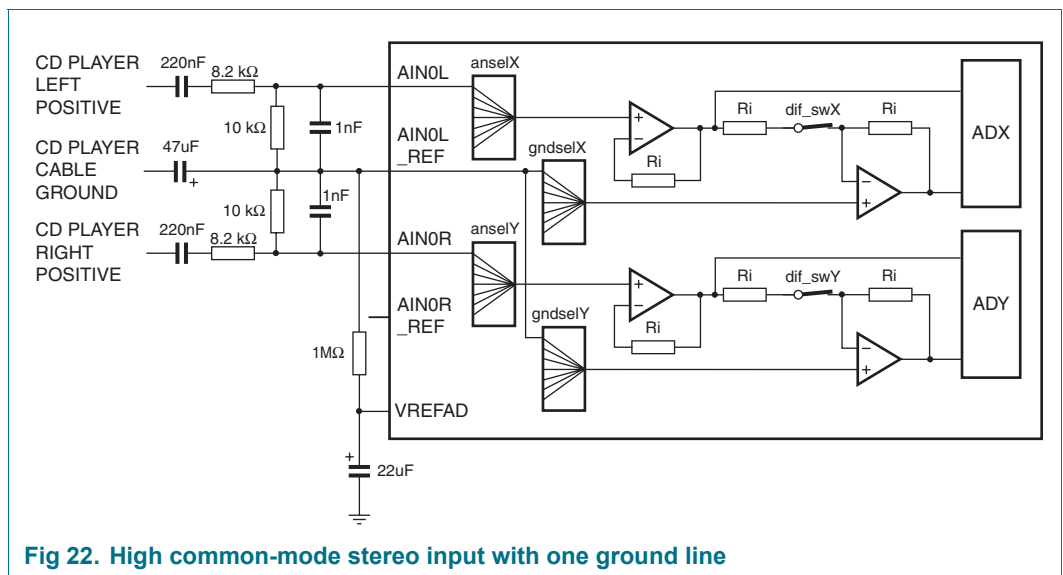 CD PLAYER
LEFT
POSITIVE
220nF
8.2 kΩ
10 kΩ
1nF
AIN0L
AIN0L
_REF
CD PLAYER
CABLE
GROUND
47uF
+
10 kΩ
1nF
CD PLAYER
RIGHT
POSITIVE
220nF
8.2 kΩ
AIN0R
AIN0R
_REF
1MΩ
VREFAD
+
22uF
anselX
gndselX
+
−
Ri
Ri
dif_swX
Ri
−
+
ADX
anselY
gndselY
+
−
Ri
Ri
dif_swY
Ri
−
+
ADY
Fig 22. High common-mode stereo input with one ground line